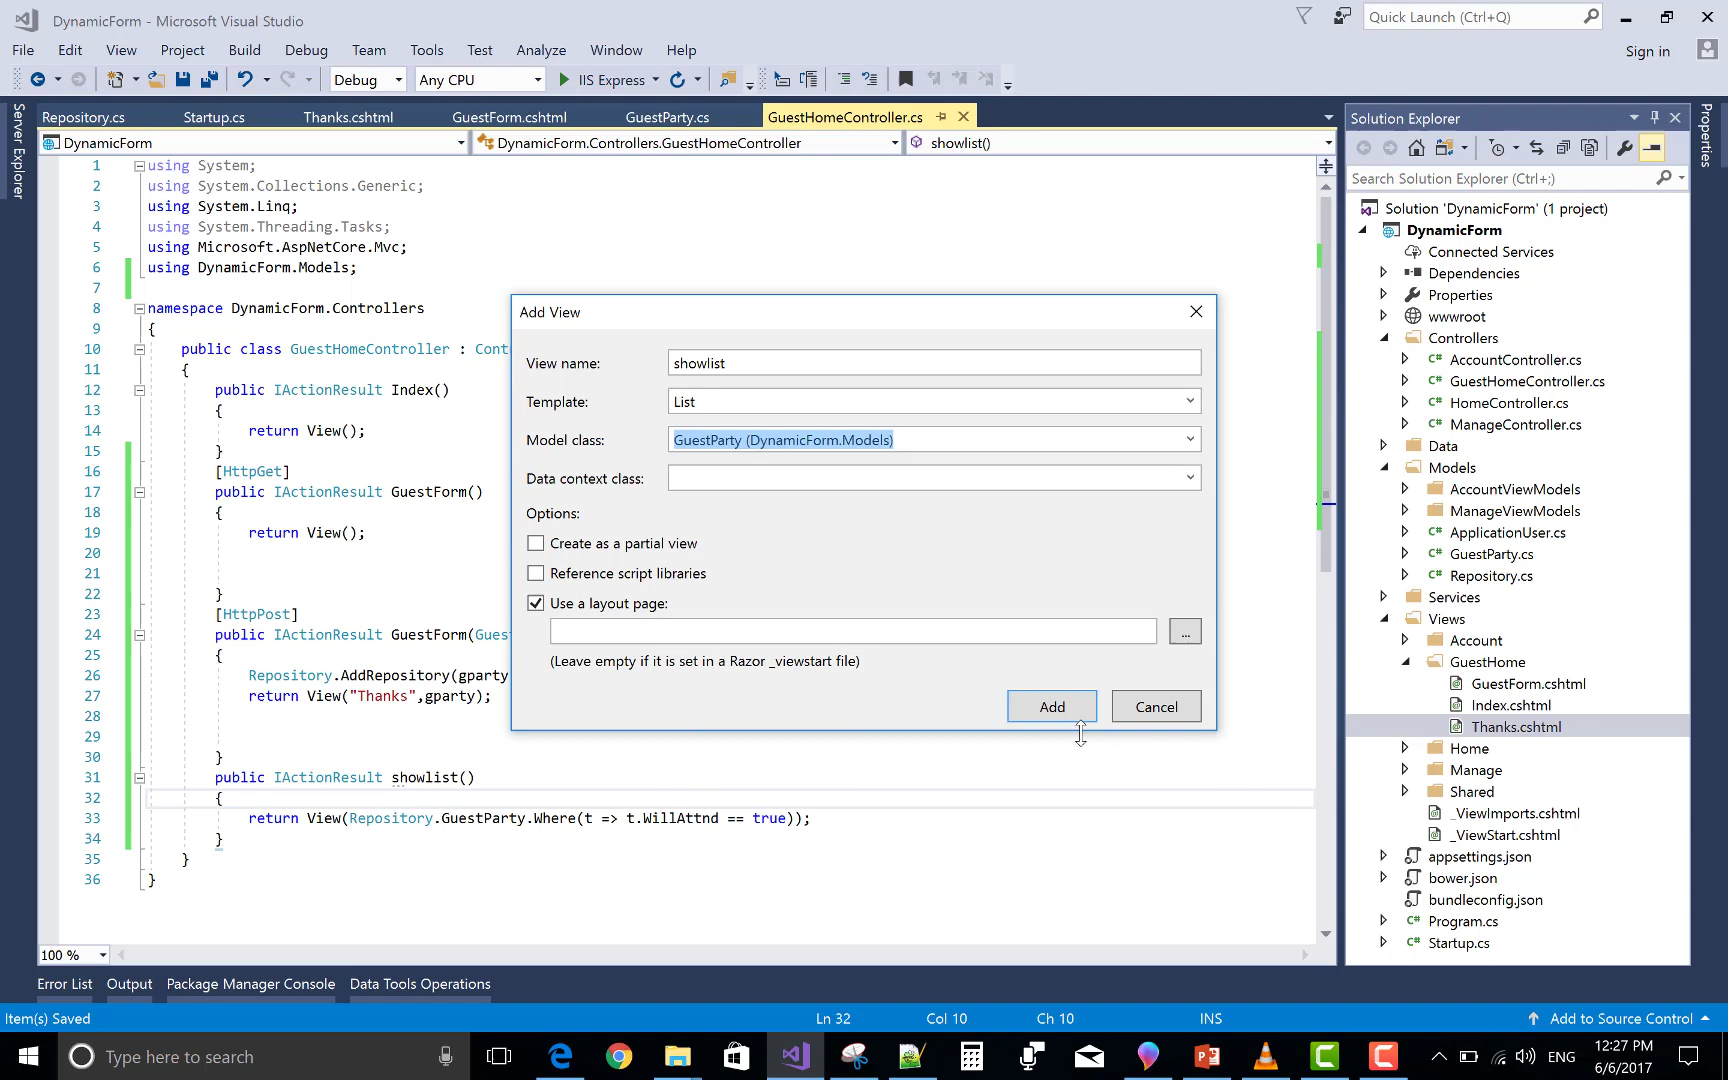 DynamicForm - Microsoft Visual Studio
Quick Launch (Ctrl+Q)
File Edit View Project Build Debug Team Tools Test Analyze Window Help
Sign in
Debug Any CPU IIS Express
Server Explorer
Repository.cs Startup.cs Thanks.cshtml GuestForm.cshtml GuestParty.cs GuestHomeController.cs
DynamicForm DynamicForm.Controllers.GuestHomeController showlist()
1 using System;
2 using System.Collections.Generic;
3 using System.Linq;
4 using System.Threading.Tasks;
5 using Microsoft.AspNetCore.Mvc;
6 using DynamicForm.Models;
7
8 namespace DynamicForm.Controllers
9 {
10 public class GuestHomeController : Cont
11 {
12 public IActionResult Index()
13 {
14 return View();
15 }
16 [HttpGet]
17 public IActionResult GuestForm()
18 {
19 return View();
20
21
22 }
23 [HttpPost]
24 public IActionResult GuestForm(Gues
25 {
26 Repository.AddRepository(gparty
27 return View("Thanks",gparty);
28
29
30 }
31 public IActionResult showlist()
32 {
33 return View(Repository.GuestParty.Where(t => t.WillAttnd == true));
34 }
35 }
36 }
100 %
Add View
View name: showlist
Template: List
Model class: GuestParty (DynamicForm.Models)
Data context class:
Options:
Create as a partial view
Reference script libraries
Use a layout page:
...
(Leave empty if it is set in a Razor _viewstart file)
Add Cancel
Solution Explorer
Search Solution Explorer (Ctrl+;)
Solution 'DynamicForm' (1 project)
DynamicForm
Connected Services
Dependencies
Properties
wwwroot
Controllers
C# AccountController.cs
C# GuestHomeController.cs
C# HomeController.cs
C# ManageController.cs
Data
Models
AccountViewModels
ManageViewModels
C# ApplicationUser.cs
C# GuestParty.cs
C# Repository.cs
Services
Views
Account
GuestHome
GuestForm.cshtml
Index.cshtml
Thanks.cshtml
Home
Manage
Shared
_ViewImports.cshtml
_ViewStart.cshtml
appsettings.json
bower.json
bundleconfig.json
C# Program.cs
C# Startup.cs
Properties
Error List Output Package Manager Console Data Tools Operations
Item(s) Saved Ln 32 Col 10 Ch 10 INS Add to Source Control
Type here to search
ENG
12:27 PM
6/6/2017